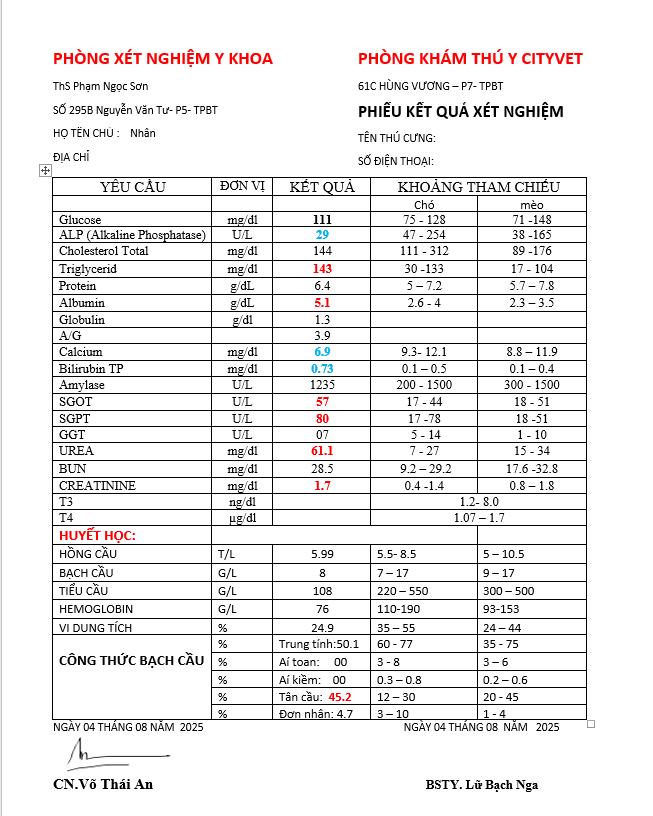 PHÒNG XÉT NGHIỆM Y KHOA PHÒNG KHÁM THÚ Y CITYVET
ThS Phạm Ngọc Sơn 61C HÙNG VƯƠNG – P7- TPBT
SỐ 295B Nguyễn Văn Tư- P5- TPBT PHIẾU KẾT QUẢ XÉT NGHIỆM
HỌ TÊN CHỦ : Nhân TÊN THÚ CƯNG:
ĐỊA CHỈ SỐ ĐIỆN THOẠI:
YÊU CẦU ĐƠN VỊ KẾT QUẢ KHOẢNG THAM CHIẾU
Chó mèo
Glucose mg/dl 111 75 - 128 71 -148
ALP (Alkaline Phosphatase) U/L 29 47 - 254 38 -165
Cholesterol Total mg/dl 144 111 - 312 89 -176
Triglycerid mg/dl 143 30 -133 17 - 104
Protein g/dL 6.4 5 – 7.2 5.7 – 7.8
Albumin g/dL 5.1 2.6 - 4 2.3 – 3.5
Globulin g/dl 1.3
A/G 3.9
Calcium mg/dl 6.9 9.3- 12.1 8.8 – 11.9
Bilirubin TP mg/dl 0.73 0.1 – 0.5 0.1 – 0.4
Amylase U/L 1235 200 - 1500 300 - 1500
SGOT U/L 57 17 - 44 18 - 51
SGPT U/L 80 17 -78 18 -51
GGT U/L 07 5 - 14 1 - 10
UREA mg/dl 61.1 7 - 27 15 - 34
BUN mg/dl 28.5 9.2 – 29.2 17.6 -32.8
CREATININE mg/dl 1.7 0.4 -1.4 0.8 – 1.8
T3 ng/dl 1.2- 8.0
T4 µg/dl 1.07 – 1.7
HUYẾT HỌC:
HỒNG CẦU T/L 5.99 5.5- 8.5 5 – 10.5
BẠCH CẦU G/L 8 7 – 17 9 – 17
TIỂU CẦU G/L 108 220 – 550 300 – 500
HEMOGLOBIN G/L 76 110-190 93-153
VI DUNG TÍCH % 24.9 35 – 55 24 – 44
CÔNG THỨC BẠCH CẦU % Trung tính:50.1 60 - 77 35 - 75
% Aí toan: 00 3 - 8 3 – 6
% Aí kiềm: 00 0.3 – 0.8 0.2 – 0.6
% Tân cầu: 45.2 12 – 30 20 - 45
% Đơn nhân: 4.7 3 – 10 1 - 4
NGÀY 04 THÁNG 08 NĂM 2025 NGÀY 04 THÁNG 08 NĂM 2025
CN.Võ Thái An BSTY. Lữ Bạch Nga